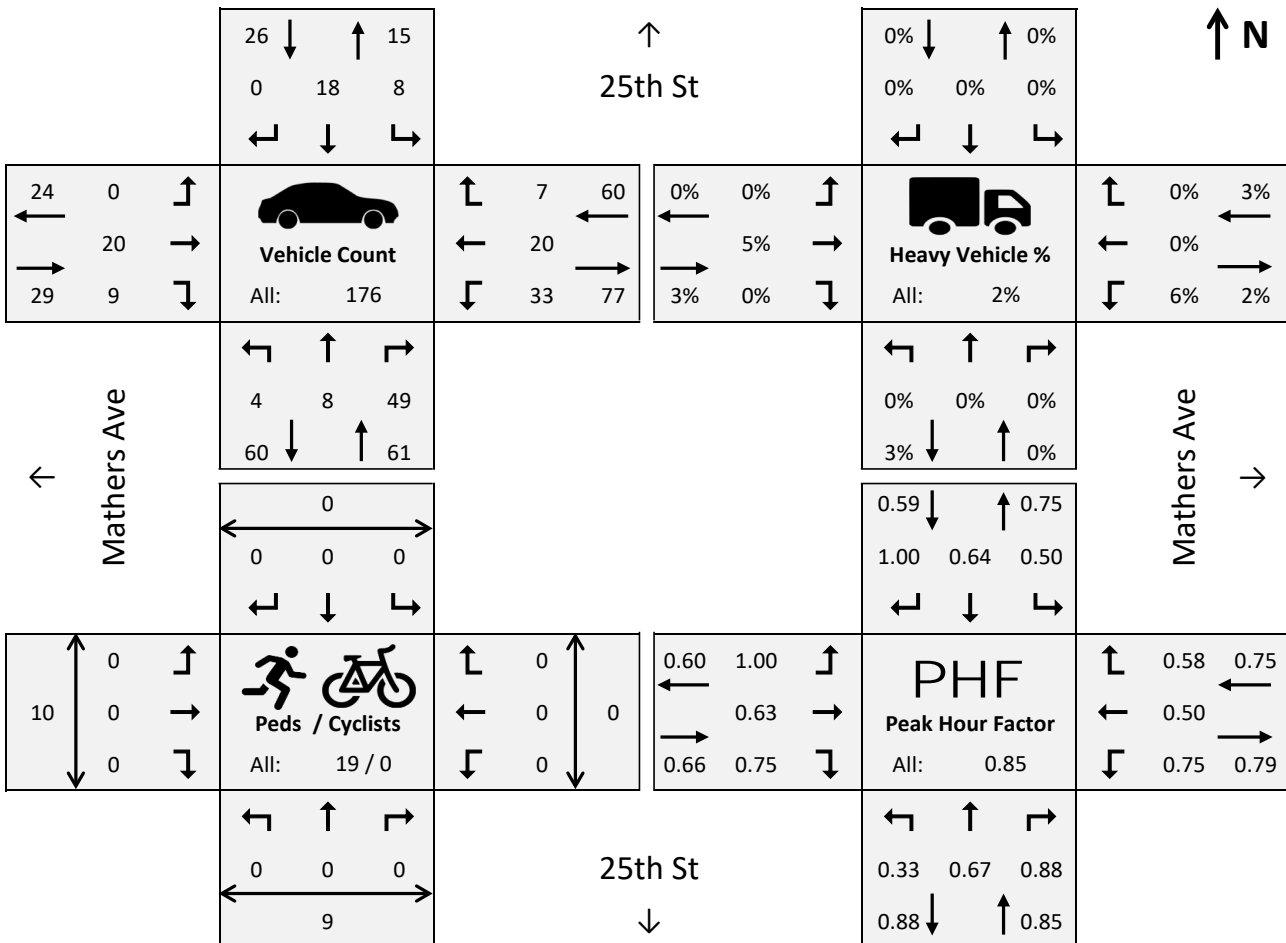 26 15
0 18 8
25th St
0% 0%
0% 0% 0%
N
24 0
20
29 9
Vehicle Count
All: 176
7 60
20
33 77
0% 0%
5%
3% 0%
Heavy Vehicle %
All: 2%
0% 3%
0%
6% 2%
4 8 49
60 61
0% 0% 0%
3% 0%
Mathers Ave
Mathers Ave
0
0 0 0
0.59 0.75
1.00 0.64 0.50
0
10 0
0
Peds / Cyclists
All: 19 / 0
0
0 0
0
0.60 1.00
0.63
0.66 0.75
PHF
Peak Hour Factor
All: 0.85
0.58 0.75
0.50
0.75 0.79
0 0 0
9
25th St
0.33 0.67 0.88
0.88 0.85